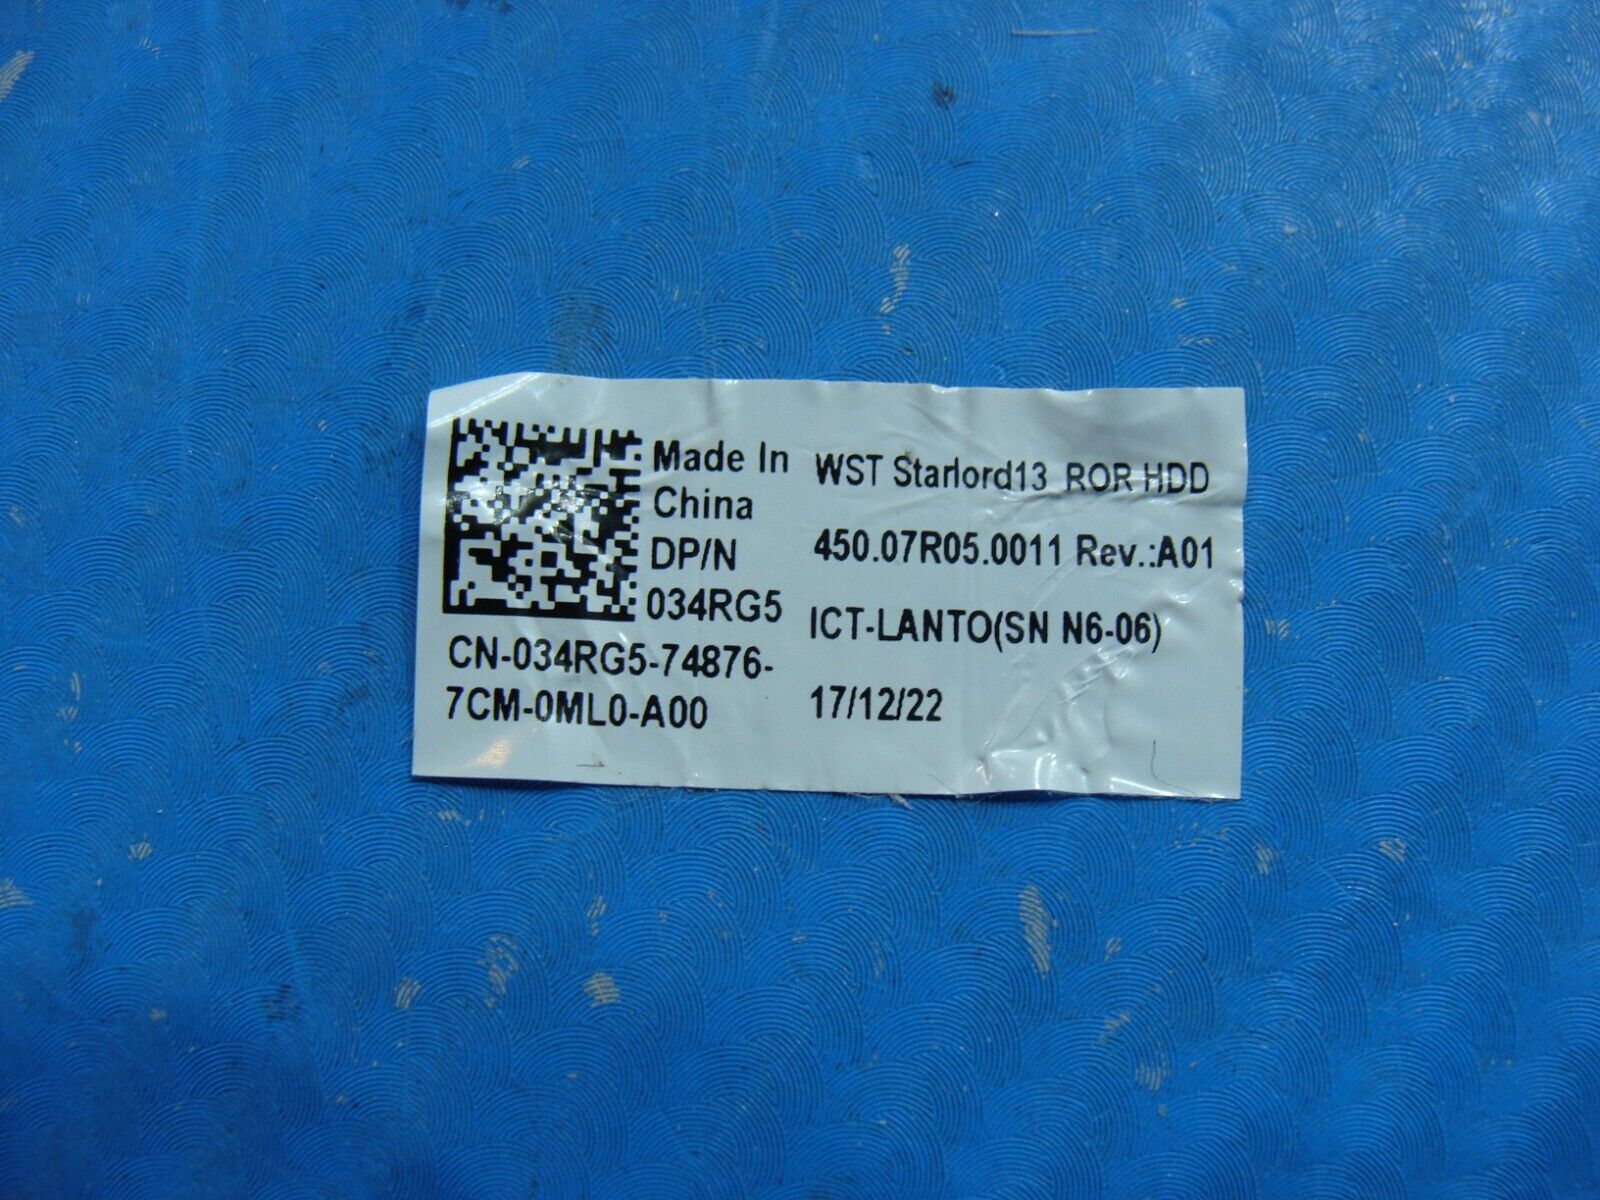 Made In
China
DP/N
034RG5
CN-034RG5-74876-
7CM-0ML0-A00
WST Starlord13 ROR HDD
450.07R05.0011 Rev.:A01
ICT-LANTO(SN N6-06)
17/12/22